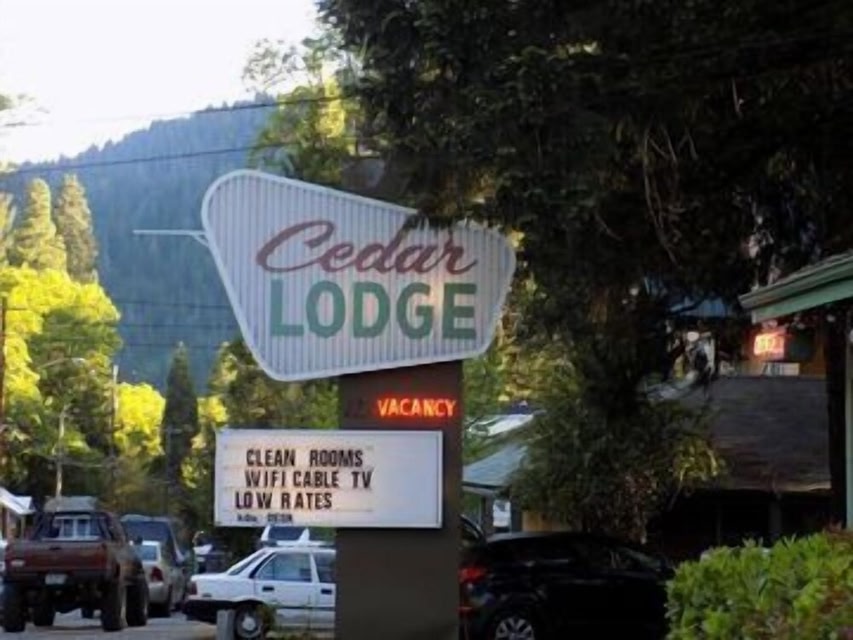 Cedar
LODGE
VACANCY
CLEAN ROOMS
WIFI CABLE TV
LOW RATES